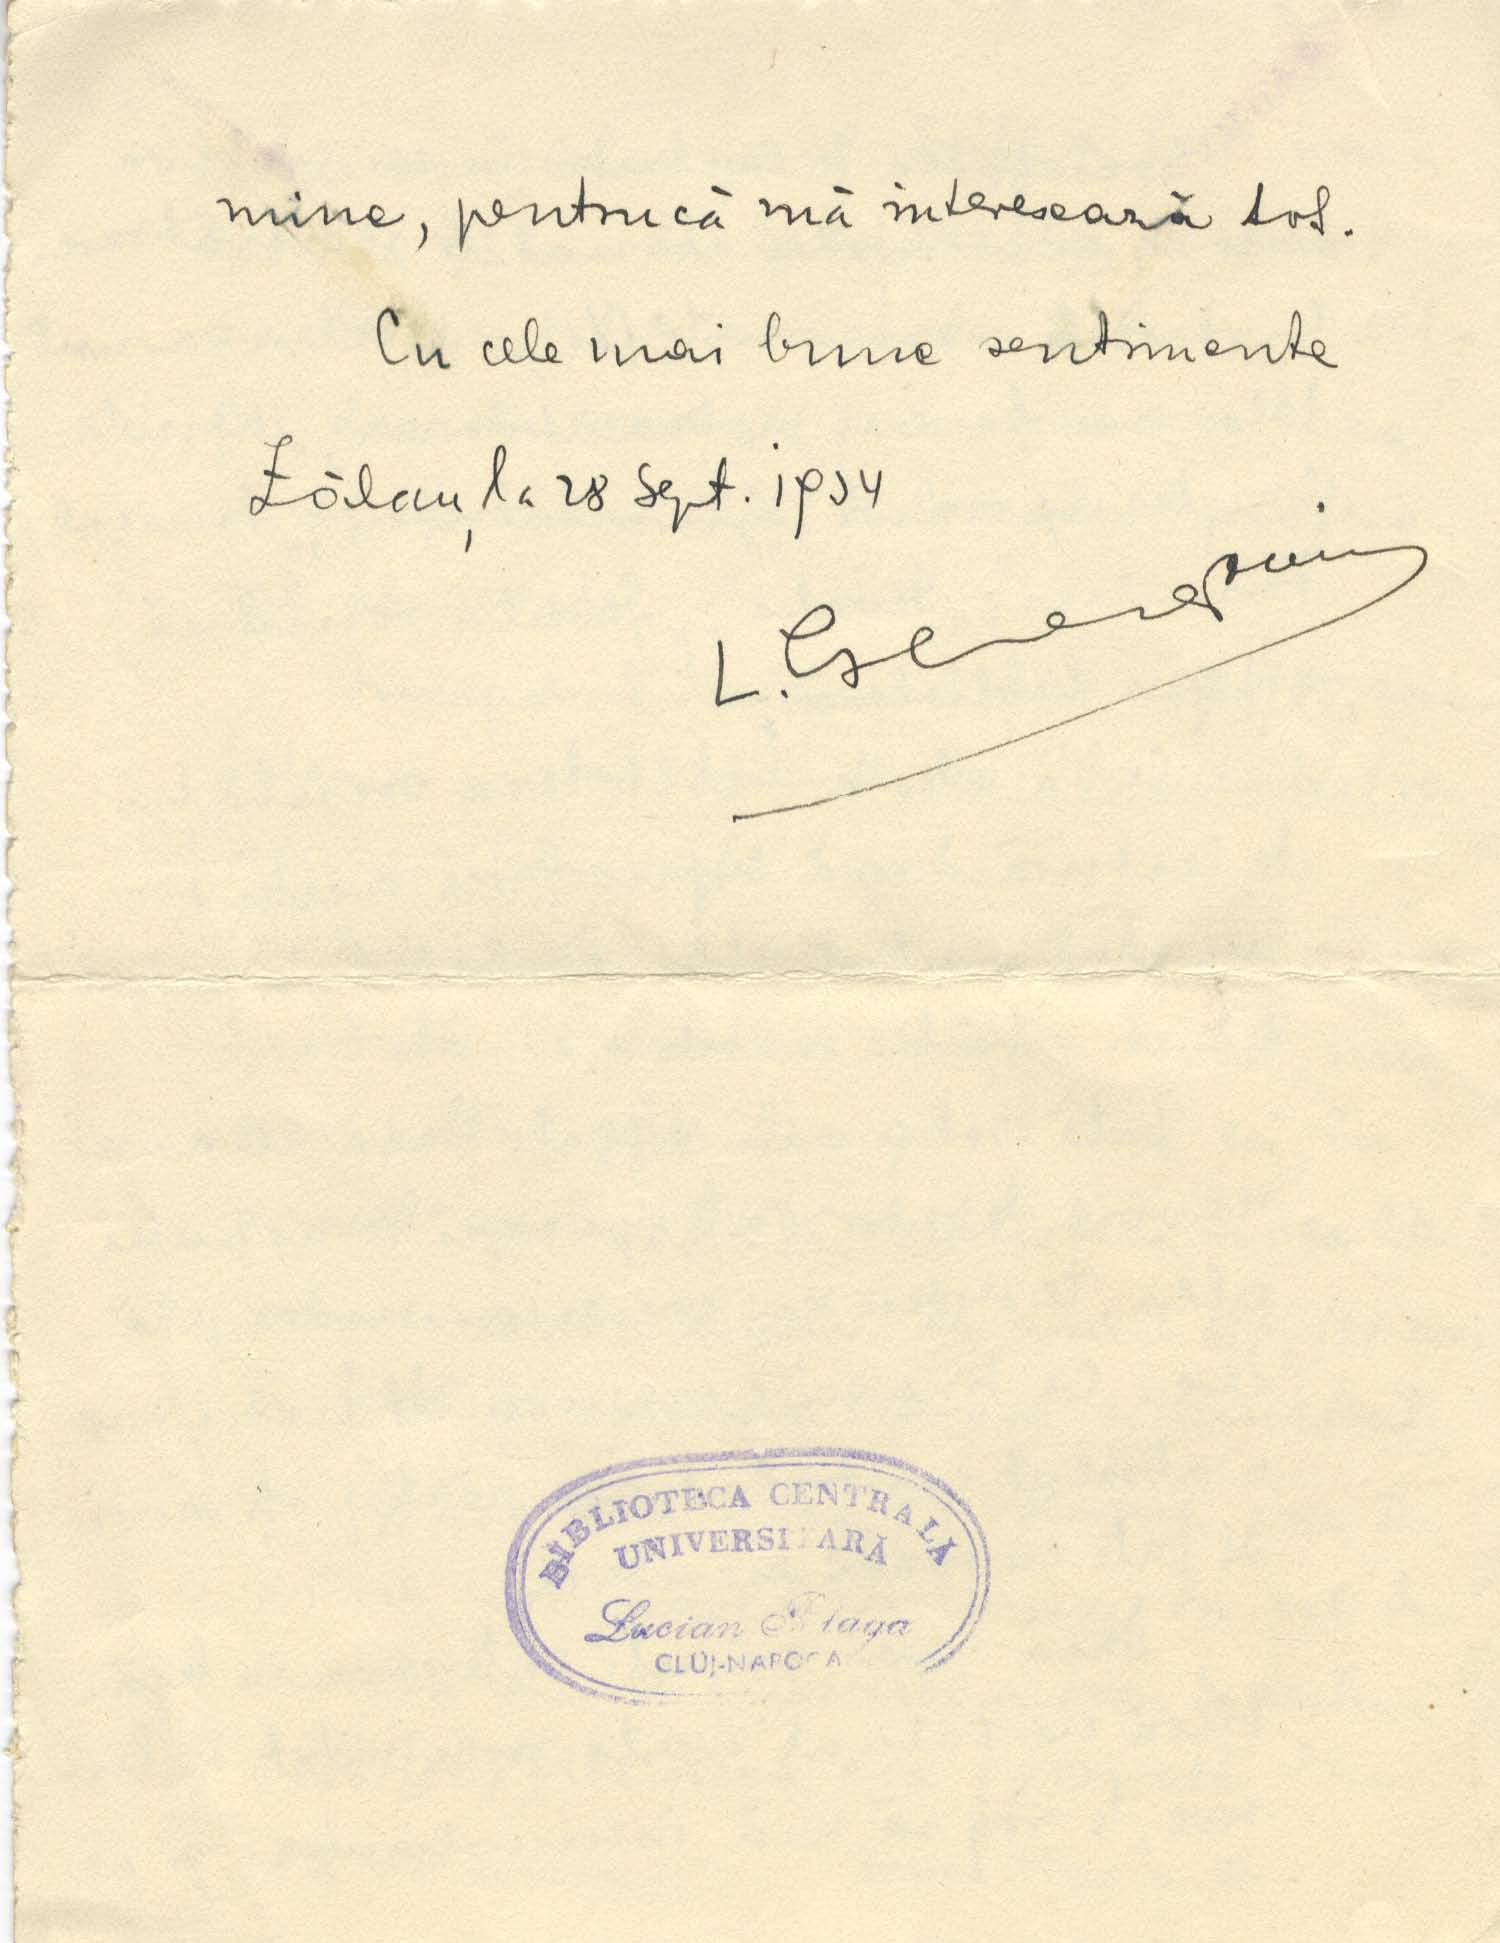 mine, pentrucă mă interesează tot.
Cu cele mai bune sentimente
Zălau, la 28 Sept. 1934
L. Ghergariu
BIBLIOTECA CENTRALĂ
UNIVERSITARĂ
Lucian Blaga
CLUJ-NAPOCA